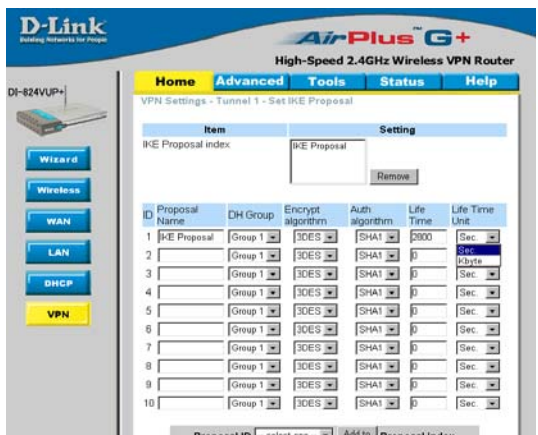 D-Link
Building Networks for People
AirPlus G+
TM
High-Speed 2.4GHz Wireless VPN Router
DI-824VUP+
Home Advanced Tools Status Help
VPN Settings - Tunnel 1 - Set IKE Proposal
Item Setting
IKE Proposal index IKE Proposal
Remove
Wizard
Wireless
WAN
LAN
DHCP
VPN
ID Proposal Name DH Group Encrypt algorithm Auth algorithm Life Time Life Time Unit
1 IKE Proposal Group 1 3DES SHA1 2800 Sec.
Sec.
Kbyte
2 Group 1 3DES SHA1 0
3 Group 1 3DES SHA1 0 Sec.
4 Group 1 3DES SHA1 0 Sec.
5 Group 1 3DES SHA1 0 Sec.
6 Group 1 3DES SHA1 0 Sec.
7 Group 1 3DES SHA1 0 Sec.
8 Group 1 3DES SHA1 0 Sec.
9 Group 1 3DES SHA1 0 Sec.
10 Group 1 3DES SHA1 0 Sec.
Proposal ID Add to Proposal index